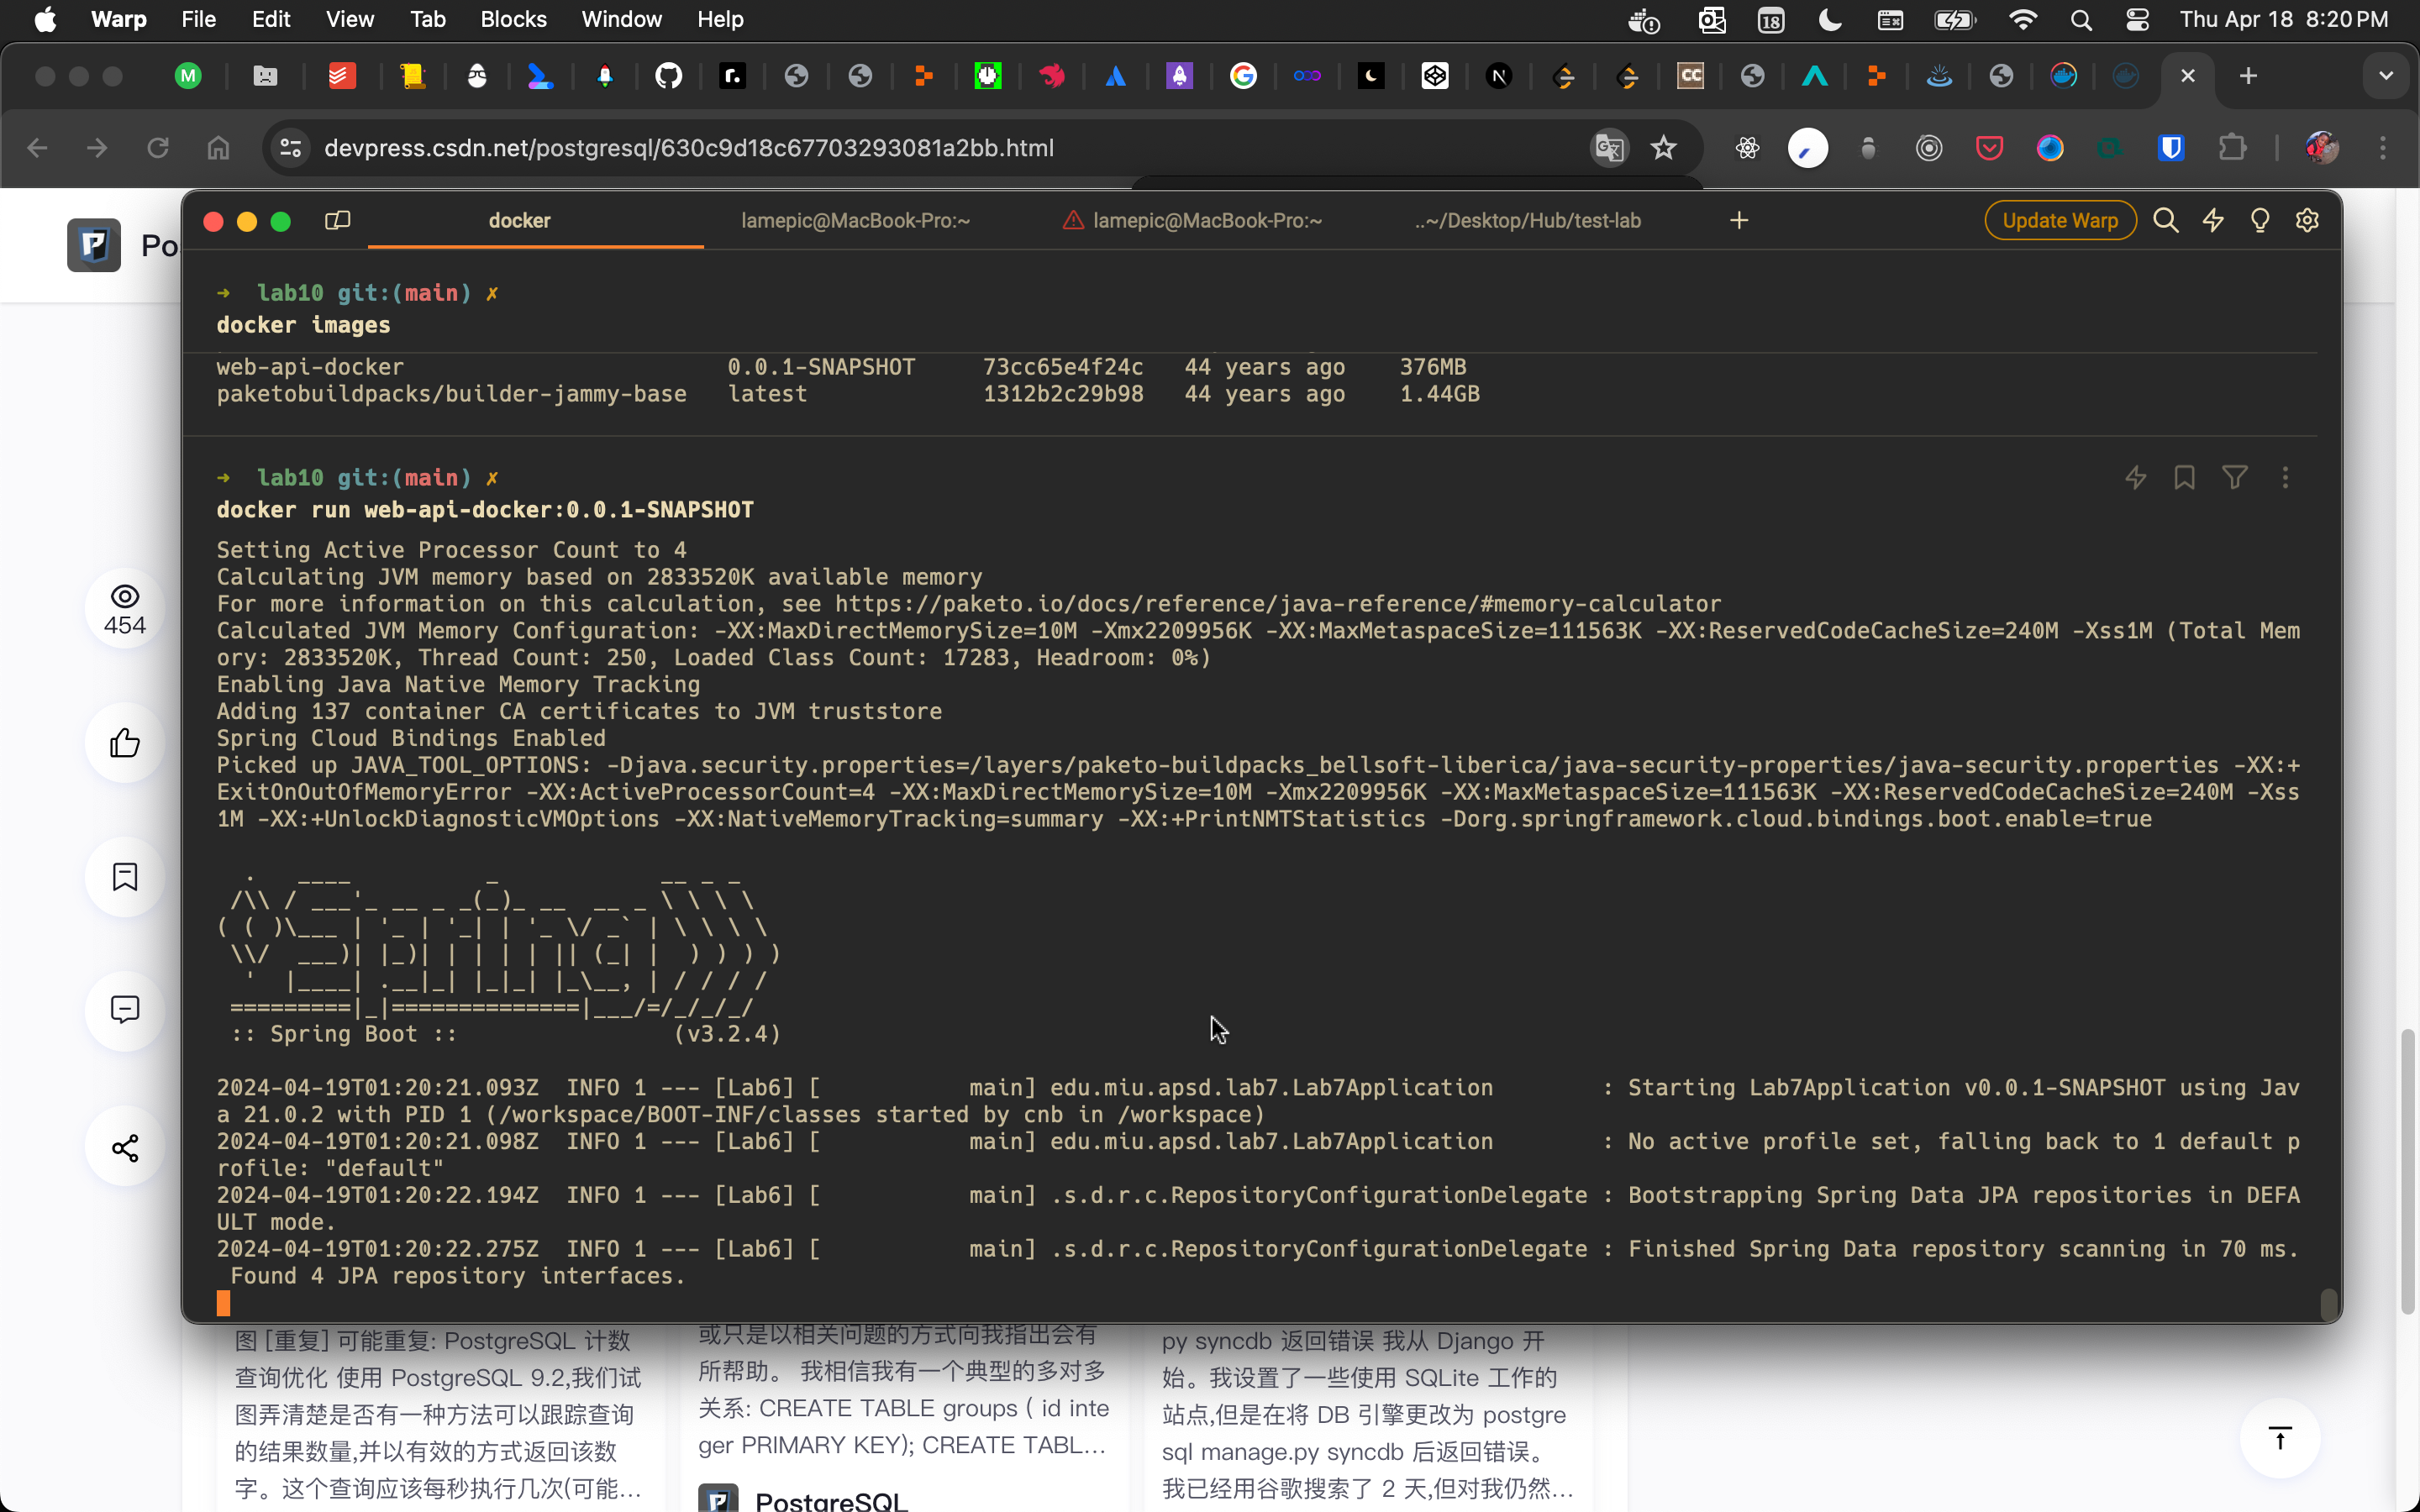 Warp File Edit View Tab Blocks Window Help
18
Thu Apr 18 8:20 PM
devpress.csdn.net/postgresql/630c9d18c67703293081a2bb.html
Po
docker
lamepic@MacBook-Pro:~
lamepic@MacBook-Pro:~
..~/Desktop/Hub/test-lab
Update Warp
→ lab10 git:(main) ✗
docker images
web-api-docker 0.0.1-SNAPSHOT 73cc65e4f24c 44 years ago 376MB
paketobuildpacks/builder-jammy-base latest 1312b2c29b98 44 years ago 1.44GB
→ lab10 git:(main) ✗
docker run web-api-docker:0.0.1-SNAPSHOT
Setting Active Processor Count to 4
Calculating JVM memory based on 2833520K available memory
For more information on this calculation, see https://paketo.io/docs/reference/java-reference/#memory-calculator
Calculated JVM Memory Configuration: -XX:MaxDirectMemorySize=10M -Xmx2209956K -XX:MaxMetaspaceSize=111563K -XX:ReservedCodeCacheSize=240M -Xss1M (Total Mem
ory: 2833520K, Thread Count: 250, Loaded Class Count: 17283, Headroom: 0%)
Enabling Java Native Memory Tracking
Adding 137 container CA certificates to JVM truststore
Spring Cloud Bindings Enabled
Picked up JAVA_TOOL_OPTIONS: -Djava.security.properties=/layers/paketo-buildpacks_bellsoft-liberica/java-security-properties/java-security.properties -XX:+
ExitOnOutOfMemoryError -XX:ActiveProcessorCount=4 -XX:MaxDirectMemorySize=10M -Xmx2209956K -XX:MaxMetaspaceSize=111563K -XX:ReservedCodeCacheSize=240M -Xss
1M -XX:+UnlockDiagnosticVMOptions -XX:NativeMemoryTracking=summary -XX:+PrintNMTStatistics -Dorg.springframework.cloud.bindings.boot.enable=true
:: Spring Boot :: (v3.2.4)
2024-04-19T01:20:21.093Z INFO 1 --- [Lab6] [ main] edu.miu.apsd.lab7.Lab7Application : Starting Lab7Application v0.0.1-SNAPSHOT using Jav
a 21.0.2 with PID 1 (/workspace/BOOT-INF/classes started by cnb in /workspace)
2024-04-19T01:20:21.098Z INFO 1 --- [Lab6] [ main] edu.miu.apsd.lab7.Lab7Application : No active profile set, falling back to 1 default p
rofile: "default"
2024-04-19T01:20:22.194Z INFO 1 --- [Lab6] [ main] .s.d.r.c.RepositoryConfigurationDelegate : Bootstrapping Spring Data JPA repositories in DEFA
ULT mode.
2024-04-19T01:20:22.275Z INFO 1 --- [Lab6] [ main] .s.d.r.c.RepositoryConfigurationDelegate : Finished Spring Data repository scanning in 70 ms.
Found 4 JPA repository interfaces.
454
图 [重复] 可能重复: PostgreSQL 计数
查询优化 使用 PostgreSQL 9.2,我们试
图弄清楚是否有一种方法可以跟踪查询
的结果数量,并以有效的方式返回该数
字。这个查询应该每秒执行几次(可能...
或只是以相关问题的方式向我指出会有
所帮助。 我相信我有一个典型的多对多
关系: CREATE TABLE groups ( id inte
ger PRIMARY KEY); CREATE TABL...
PostgreSQL
py syncdb 返回错误 我从 Django 开
始。我设置了一些使用 SQLite 工作的
站点,但是在将 DB 引擎更改为 postgre
sql manage.py syncdb 后返回错误。
我已经用谷歌搜索了 2 天,但对我仍然...